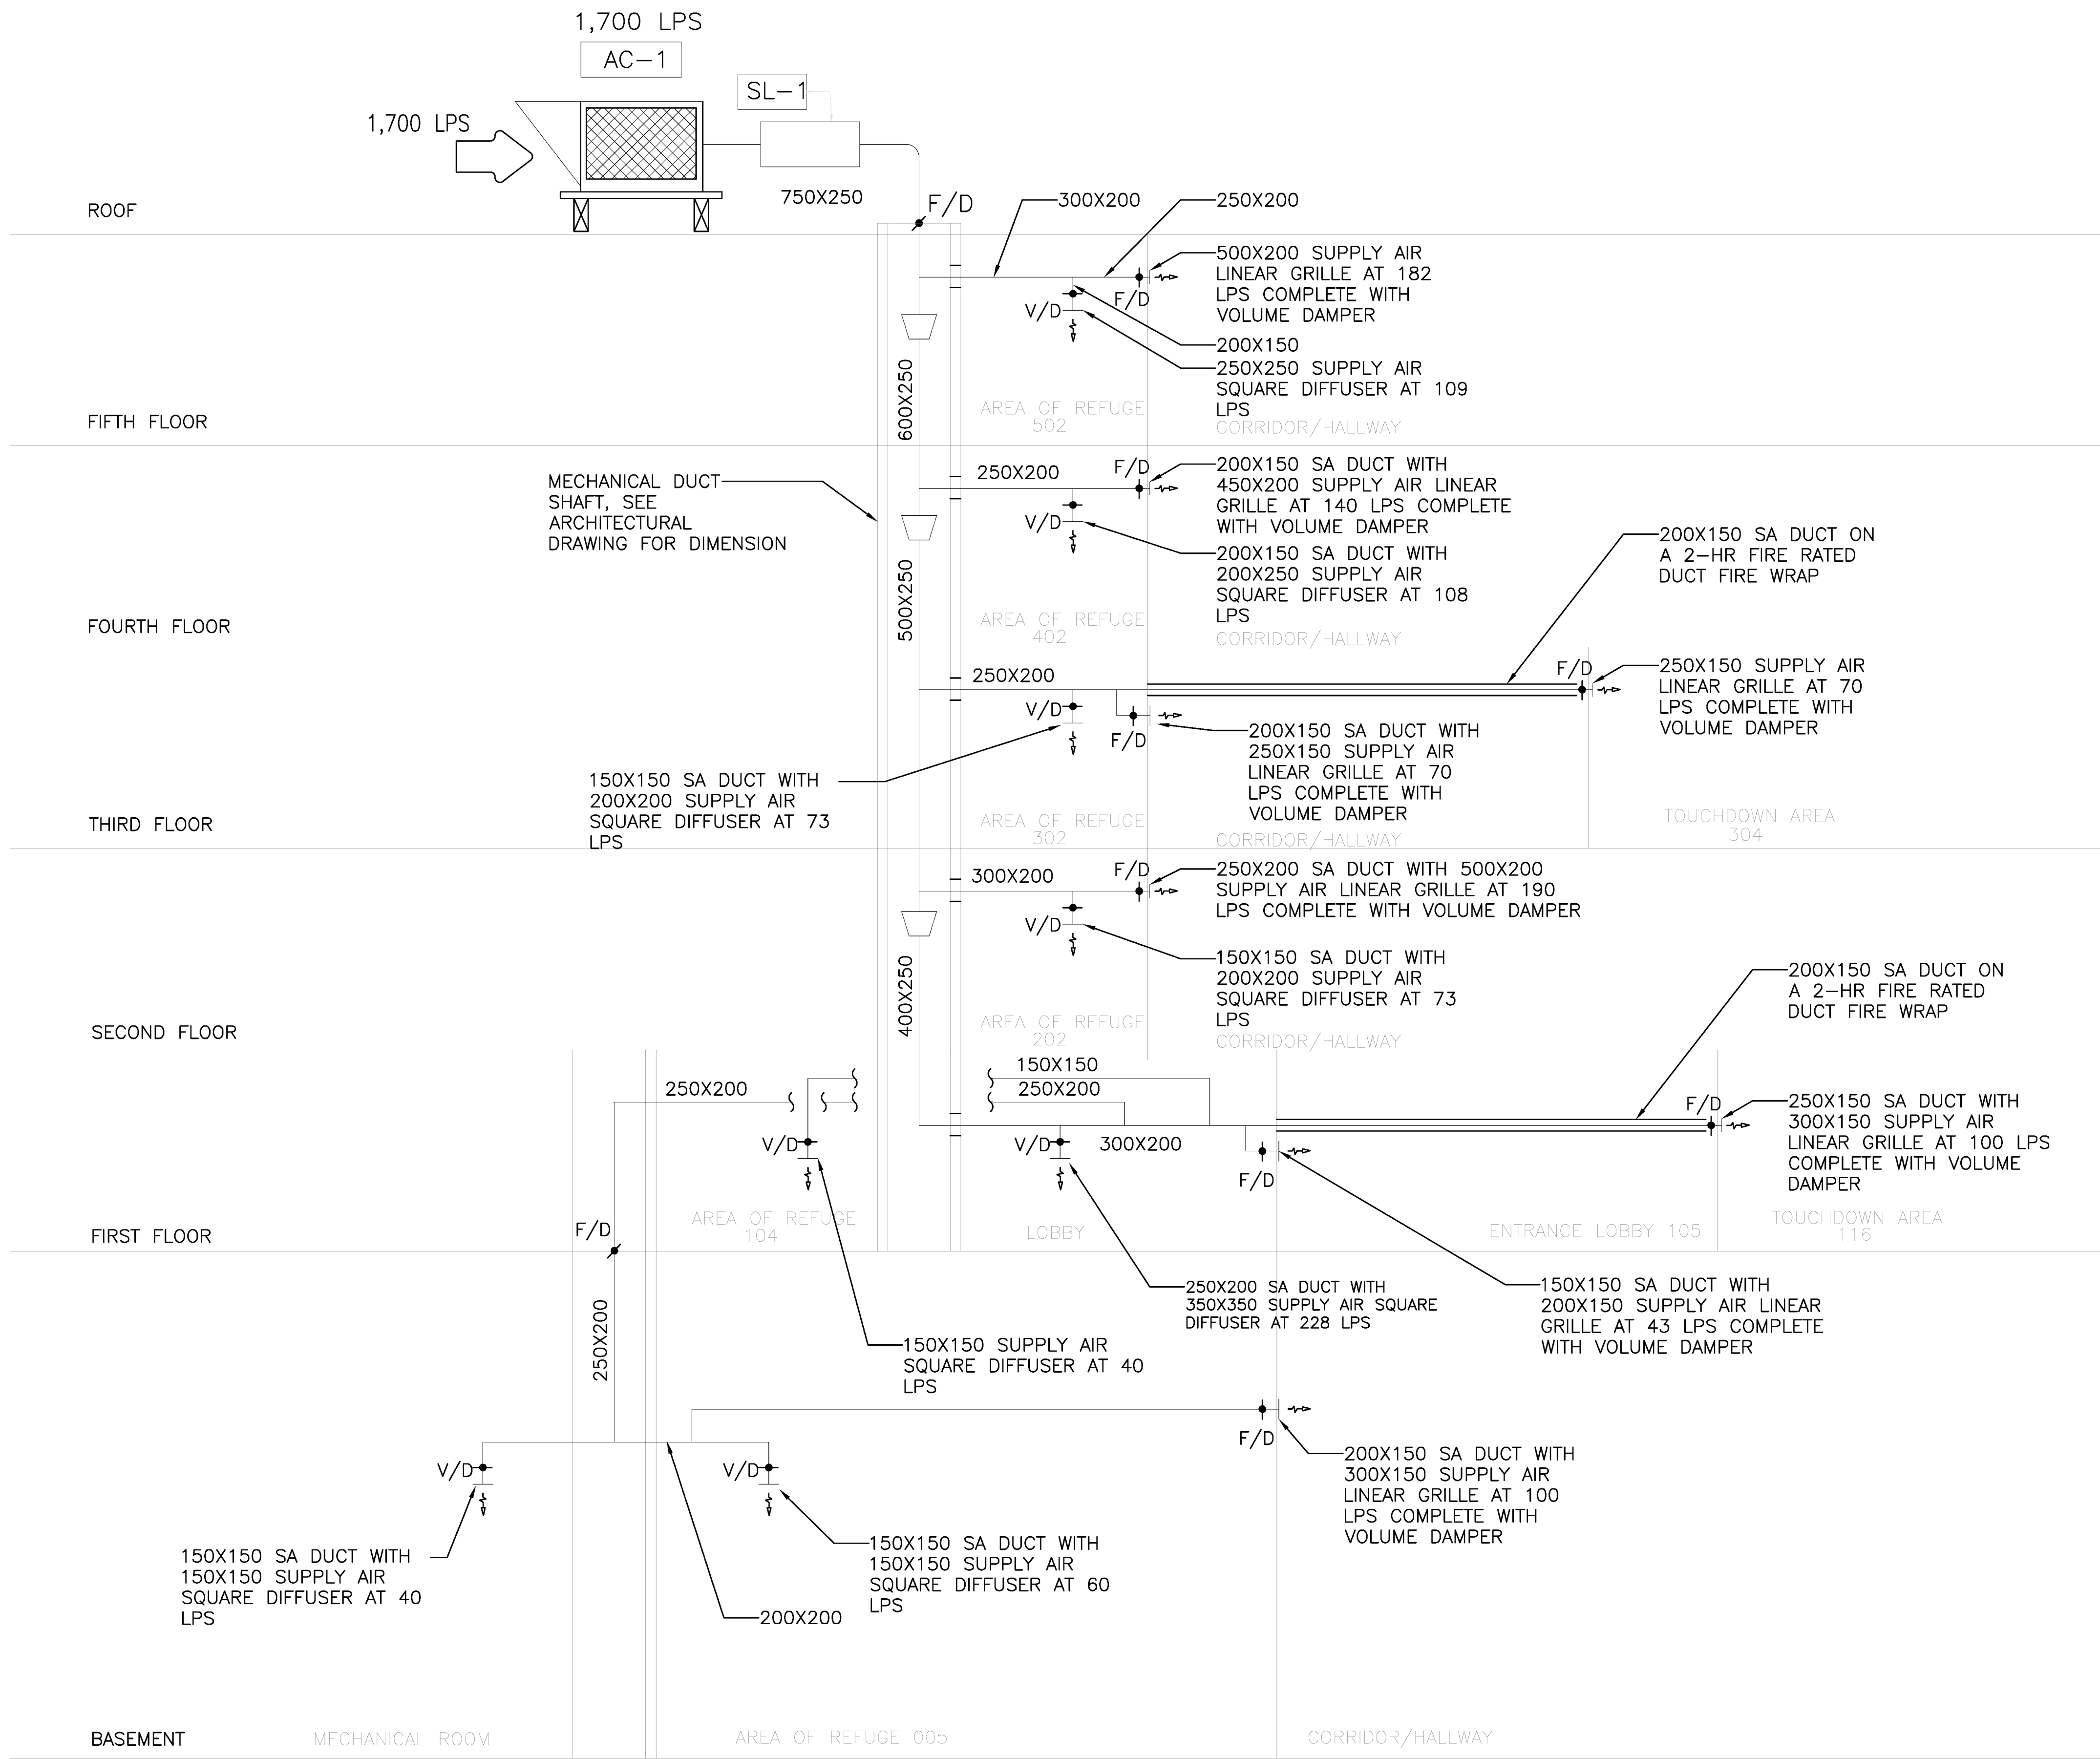 1,700 LPS
AC-1
SL-1
1,700 LPS
750X250
F/D
ROOF
300X200
250X200
500X200 SUPPLY AIR
LINEAR GRILLE AT 182
LPS COMPLETE WITH
VOLUME DAMPER
F/D
V/D
200X150
250X250 SUPPLY AIR
SQUARE DIFFUSER AT 109
LPS
600X250
AREA OF REFUGE
502
CORRIDOR/HALLWAY
FIFTH FLOOR
MECHANICAL DUCT
SHAFT, SEE
ARCHITECTURAL
DRAWING FOR DIMENSION
250X200
F/D
200X150 SA DUCT WITH
450X200 SUPPLY AIR LINEAR
GRILLE AT 140 LPS COMPLETE
WITH VOLUME DAMPER
V/D
200X150 SA DUCT WITH
200X250 SUPPLY AIR
SQUARE DIFFUSER AT 108
LPS
200X150 SA DUCT ON
A 2-HR FIRE RATED
DUCT FIRE WRAP
500X250
AREA OF REFUGE
402
CORRIDOR/HALLWAY
FOURTH FLOOR
250X200
F/D
250X150 SUPPLY AIR
LINEAR GRILLE AT 70
LPS COMPLETE WITH
VOLUME DAMPER
V/D
F/D
200X150 SA DUCT WITH
250X150 SUPPLY AIR
LINEAR GRILLE AT 70
LPS COMPLETE WITH
VOLUME DAMPER
150X150 SA DUCT WITH
200X200 SUPPLY AIR
SQUARE DIFFUSER AT 73
LPS
AREA OF REFUGE
302
CORRIDOR/HALLWAY
TOUCHDOWN AREA
304
THIRD FLOOR
300X200
F/D
250X200 SA DUCT WITH 500X200
SUPPLY AIR LINEAR GRILLE AT 190
LPS COMPLETE WITH VOLUME DAMPER
V/D
150X150 SA DUCT WITH
200X200 SUPPLY AIR
SQUARE DIFFUSER AT 73
LPS
400X250
200X150 SA DUCT ON
A 2-HR FIRE RATED
DUCT FIRE WRAP
AREA OF REFUGE
202
CORRIDOR/HALLWAY
SECOND FLOOR
250X200
150X150
250X200
F/D
250X150 SA DUCT WITH
300X150 SUPPLY AIR
LINEAR GRILLE AT 100 LPS
COMPLETE WITH VOLUME
DAMPER
V/D
V/D
300X200
F/D
AREA OF REFUGE
104
LOBBY
ENTRANCE LOBBY 105
TOUCHDOWN AREA
116
F/D
FIRST FLOOR
250X200
250X200 SA DUCT WITH
350X350 SUPPLY AIR SQUARE
DIFFUSER AT 228 LPS
150X150 SA DUCT WITH
200X150 SUPPLY AIR LINEAR
GRILLE AT 43 LPS COMPLETE
WITH VOLUME DAMPER
150X150 SUPPLY AIR
SQUARE DIFFUSER AT 40
LPS
F/D
V/D
V/D
200X150 SA DUCT WITH
300X150 SUPPLY AIR
LINEAR GRILLE AT 100
LPS COMPLETE WITH
VOLUME DAMPER
150X150 SA DUCT WITH
150X150 SUPPLY AIR
SQUARE DIFFUSER AT 40
LPS
150X150 SA DUCT WITH
150X150 SUPPLY AIR
SQUARE DIFFUSER AT 60
LPS
200X200
BASEMENT
MECHANICAL ROOM
AREA OF REFUGE 005
CORRIDOR/HALLWAY